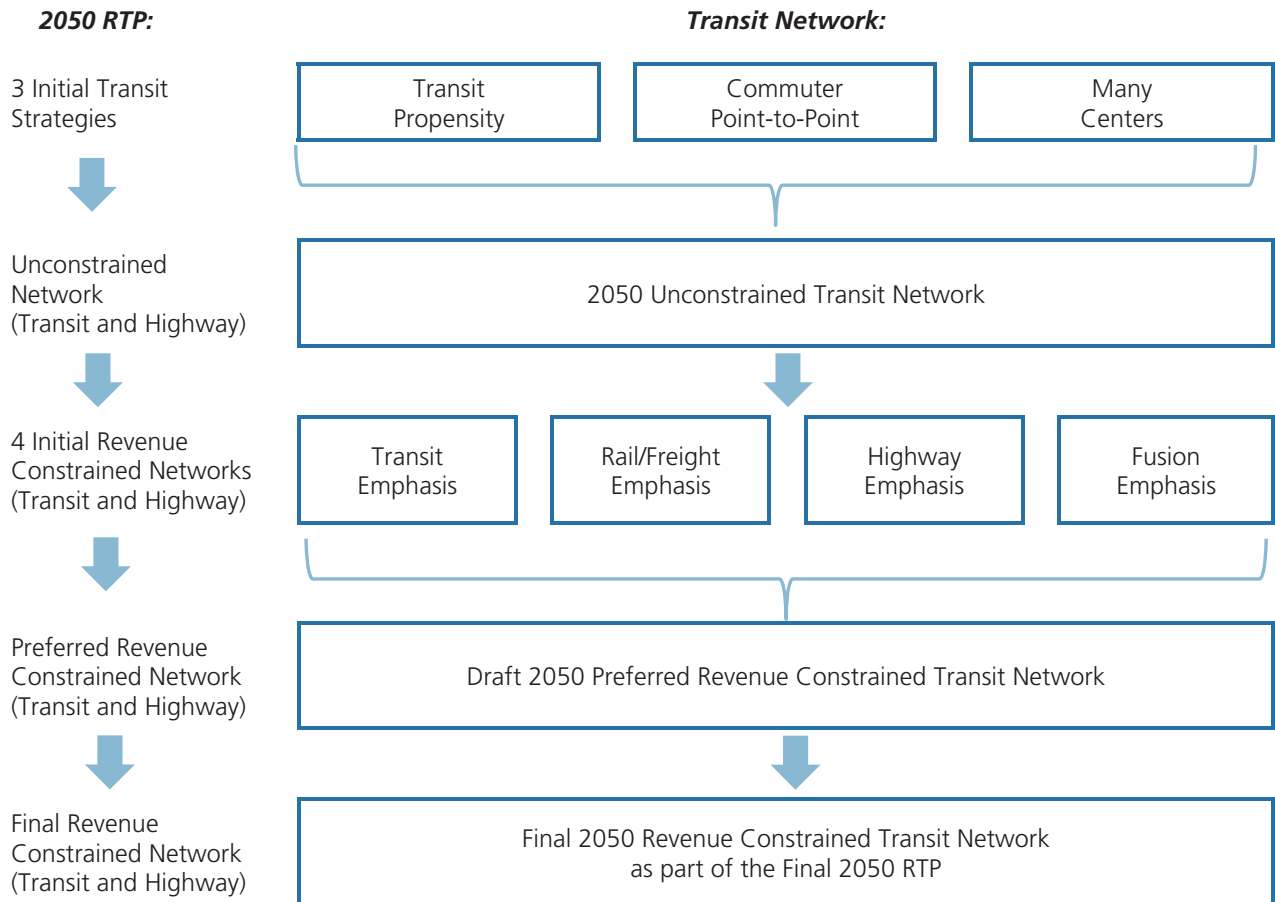 2050 RTP:
Transit Network:
3 Initial Transit
Strategies
Transit
Propensity
Commuter
Point-to-Point
Many
Centers
Unconstrained
Network
(Transit and Highway)
2050 Unconstrained Transit Network
4 Initial Revenue
Constrained Networks
(Transit and Highway)
Transit
Emphasis
Rail/Freight
Emphasis
Highway
Emphasis
Fusion
Emphasis
Preferred Revenue
Constrained Network
(Transit and Highway)
Draft 2050 Preferred Revenue Constrained Transit Network
Final Revenue
Constrained Network
(Transit and Highway)
Final 2050 Revenue Constrained Transit Network
as part of the Final 2050 RTP